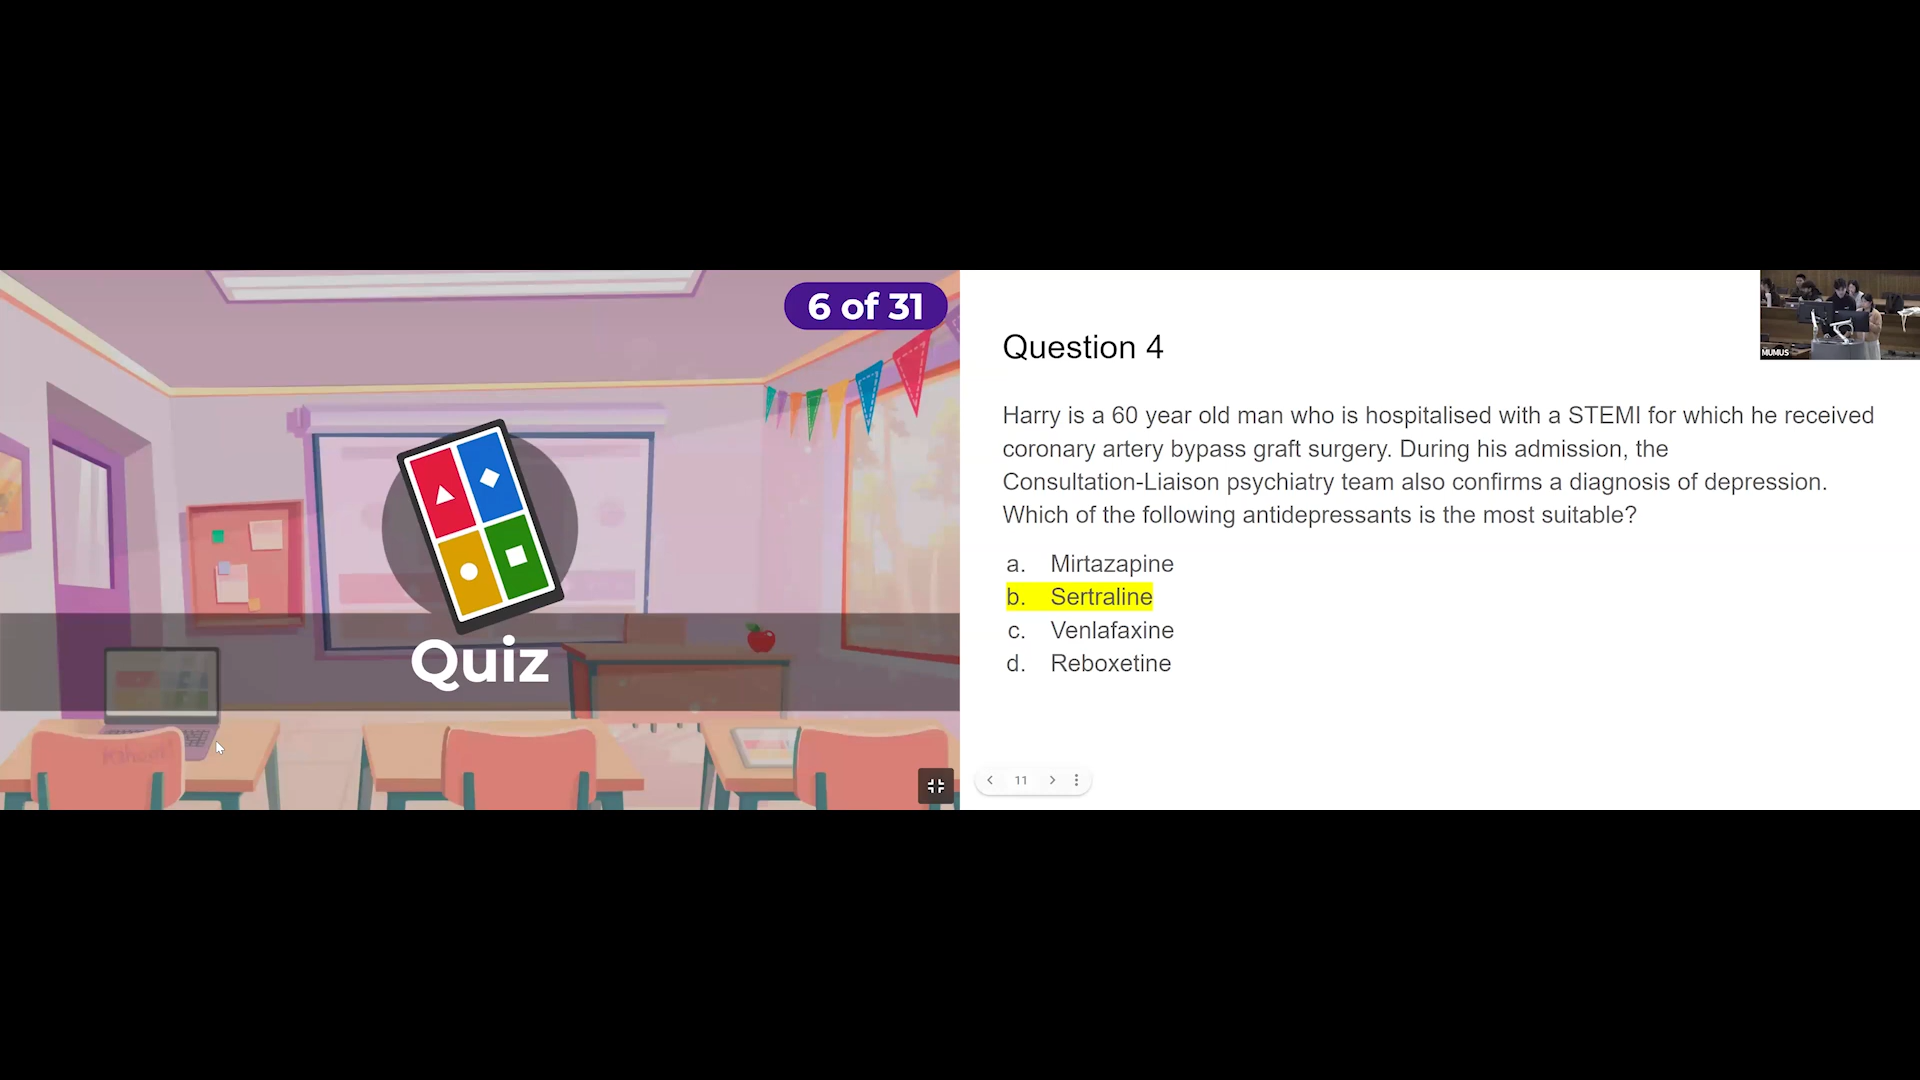 6 of 31
Quiz
Question 4
MUMUS
Harry is a 60 year old man who is hospitalised with a STEMI for which he received
coronary artery bypass graft surgery. During his admission, the
Consultation-Liaison psychiatry team also confirms a diagnosis of depression.
Which of the following antidepressants is the most suitable?
a. Mirtazapine
b. Sertraline
c. Venlafaxine
d. Reboxetine
11
Kahoot!